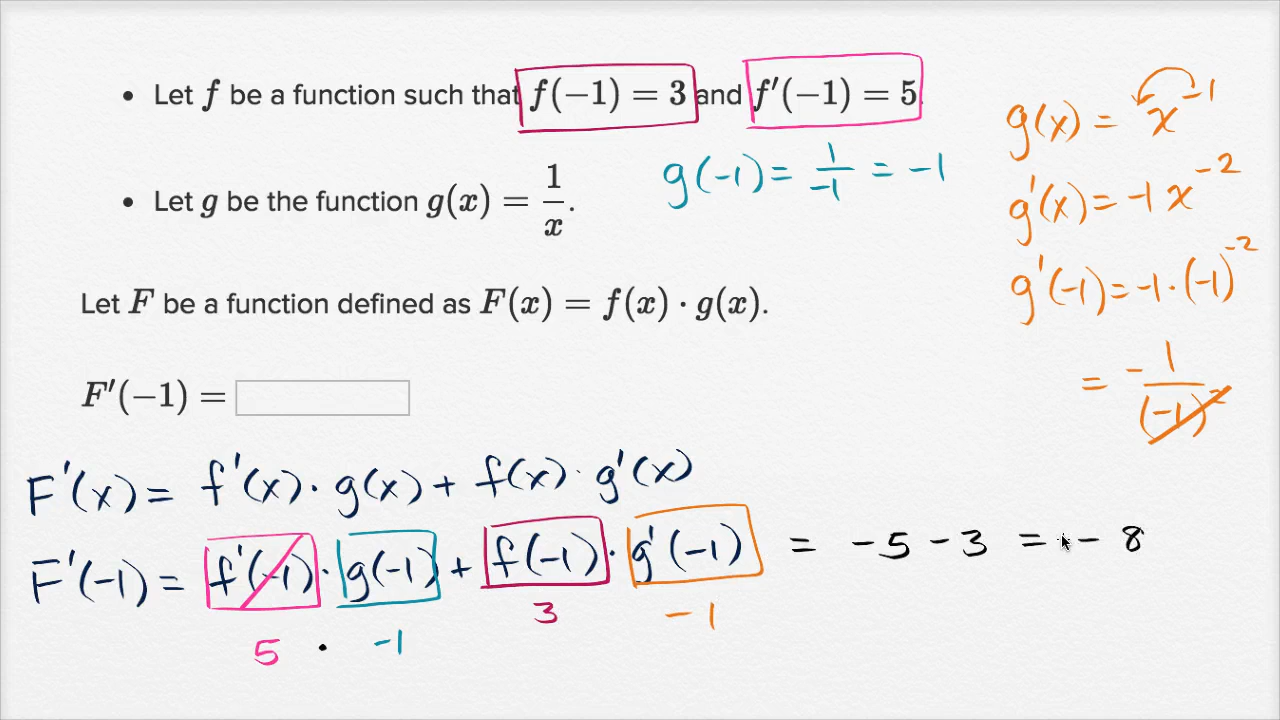 • Let f be a function such that f(−1) = 3 and f′(−1) = 5.
g(-1) = 1/-1 = -1
• Let g be the function g(x) = 1/x.
Let F be a function defined as F(x) = f(x) · g(x).
F′(−1) =
g(x) = x^-1
g'(x) = -1 x^-2
g'(-1) = -1 · (-1)^-2
= - 1/(-1)^2
F'(x) = f'(x) · g(x) + f(x) · g'(x)
F'(-1) = f'(-1) · g(-1) + f(-1) · g'(-1) = -5 - 3 = - 8
5 · -1 3 -1